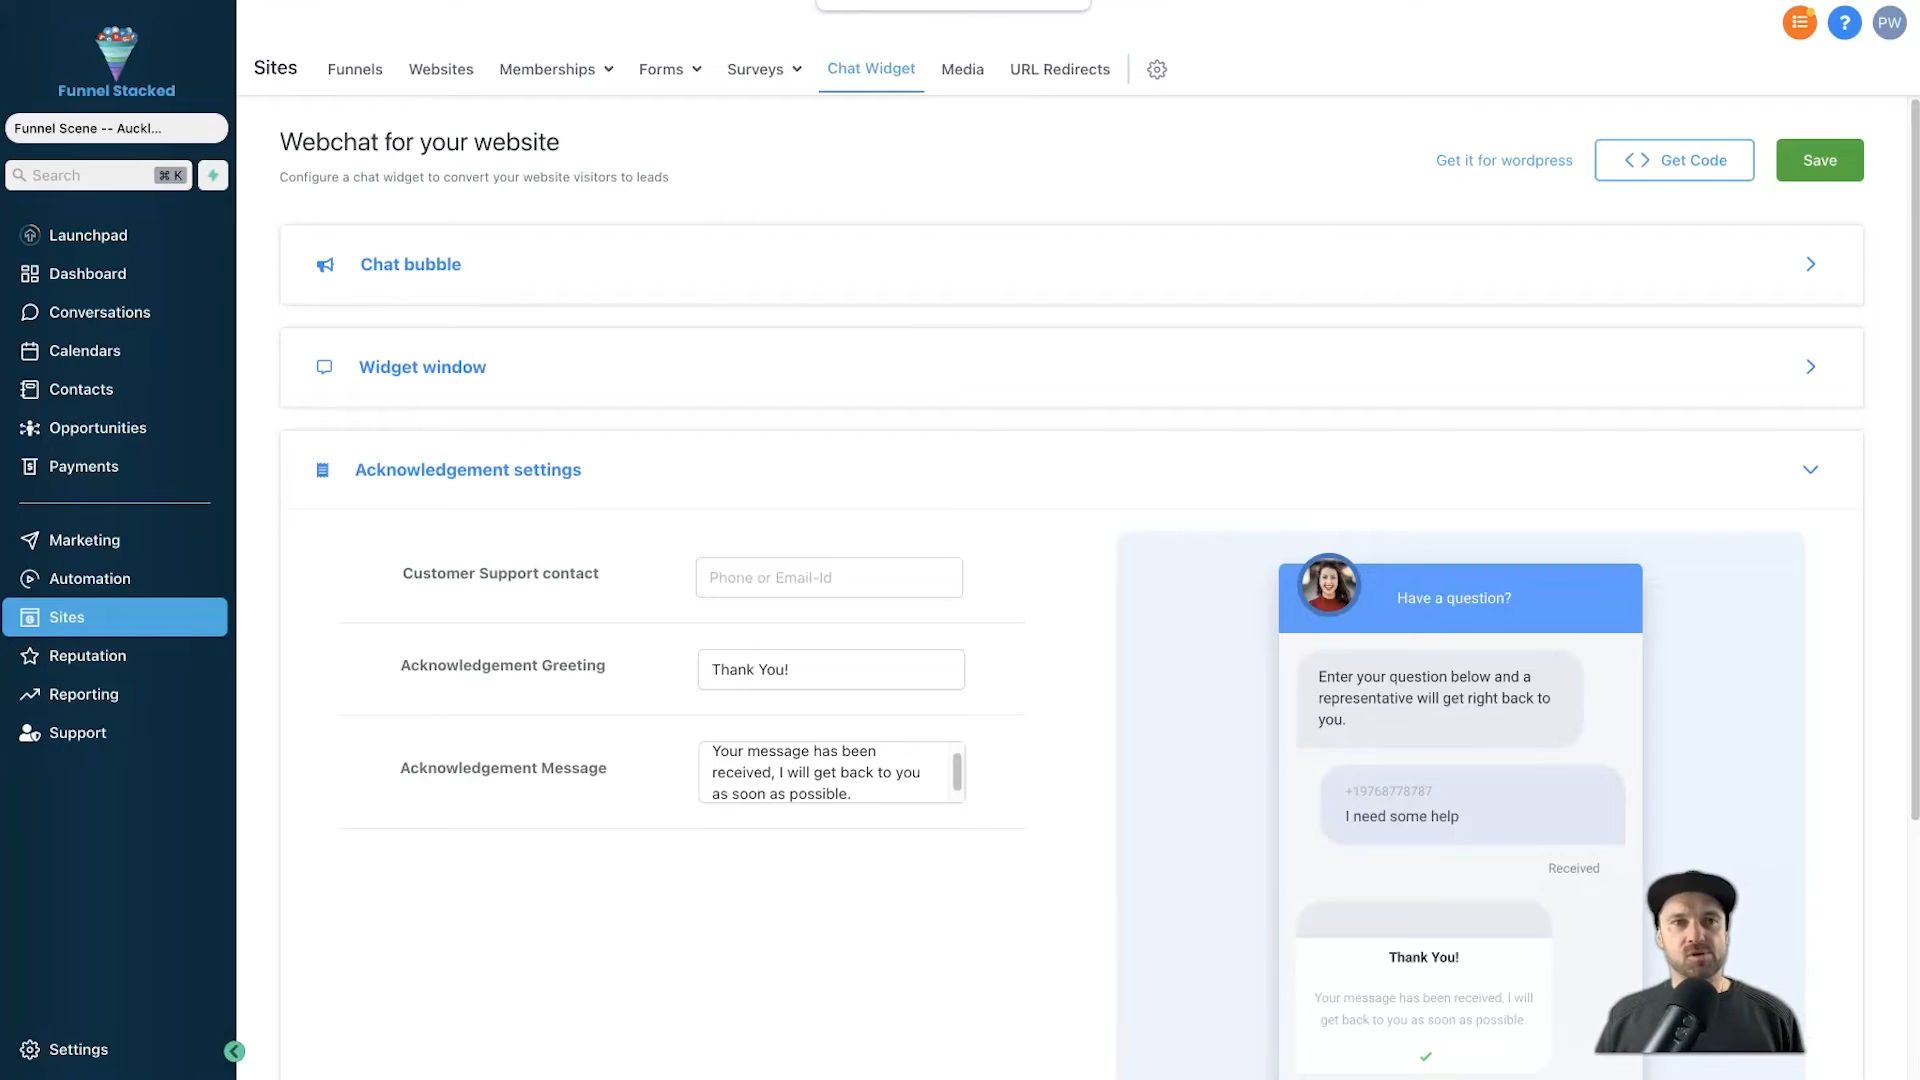 Funnel Stacked
Funnel Scene -- Auckl...
Search ⌘ K
Launchpad
Dashboard
Conversations
Calendars
Contacts
Opportunities
Payments
Marketing
Automation
Sites
Reputation
Reporting
Support
Settings
Sites Funnels Websites Memberships Forms Surveys Chat Widget Media URL Redirects
? PW
Webchat for your website
Configure a chat widget to convert your website visitors to leads
Get it for wordpress
Get Code
Save
Chat bubble
Widget window
Acknowledgement settings
Customer Support contact
Phone or Email-Id
Acknowledgement Greeting
Thank You!
Acknowledgement Message
Your message has been
received, I will get back to you
as soon as possible.
Have a question?
Enter your question below and a
representative will get right back to
you.
+19768778787
I need some help
Received
Thank You!
Your message has been received, I will
get back to you as soon as possible.